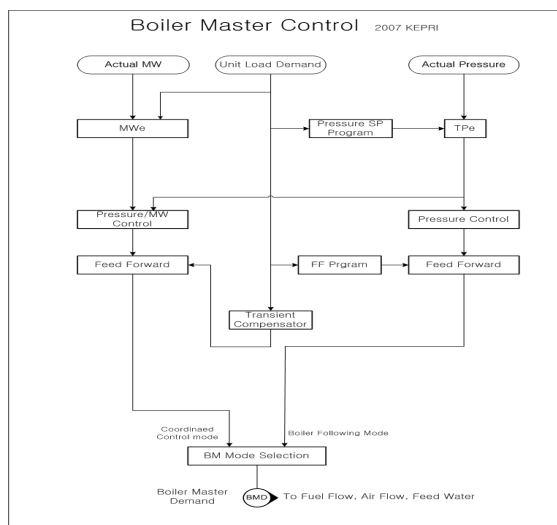 Boiler Master Control 2007 KEPRI
Actual MW
Unit Load Demand
Actual Pressure
MWe
Pressure SP
Program
TPe
Pressure/MW
Control
Pressure Control
Feed Forward
FF Prgram
Feed Forward
Transient
Compensator
Coordinaed
Control mode
Boiler Following Mode
BM Mode Selection
Boiler Master
Demand
BMD
To Fuel Flow, Air Flow, Feed Water